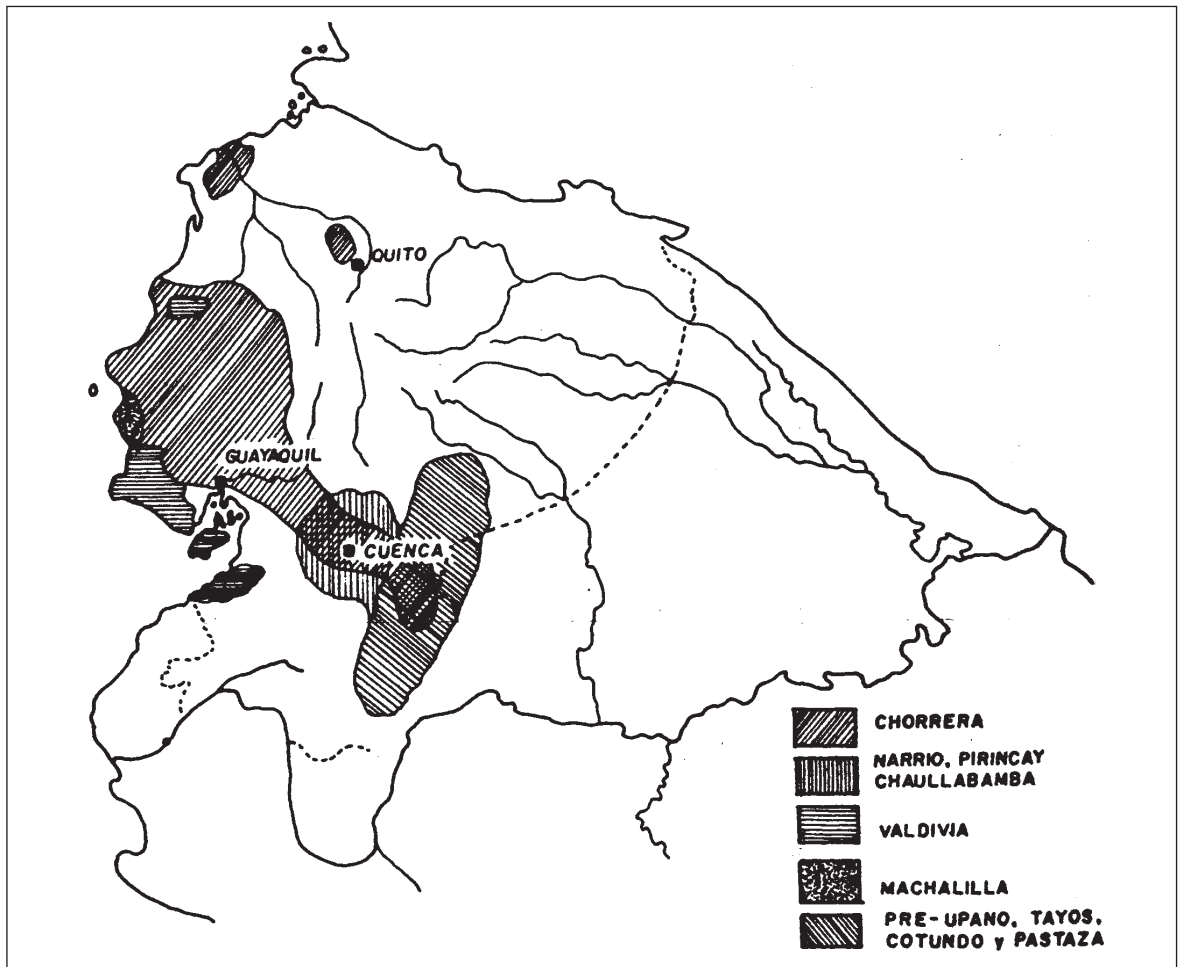 QUITO
GUAYAQUIL
CUENCA
CHORRERA
NARRIO, PIRINCAY
CHAULLABAMBA
VALDIVIA
MACHALILLA
PRE-UPANO, TAYOS,
COTUNDO y PASTAZA